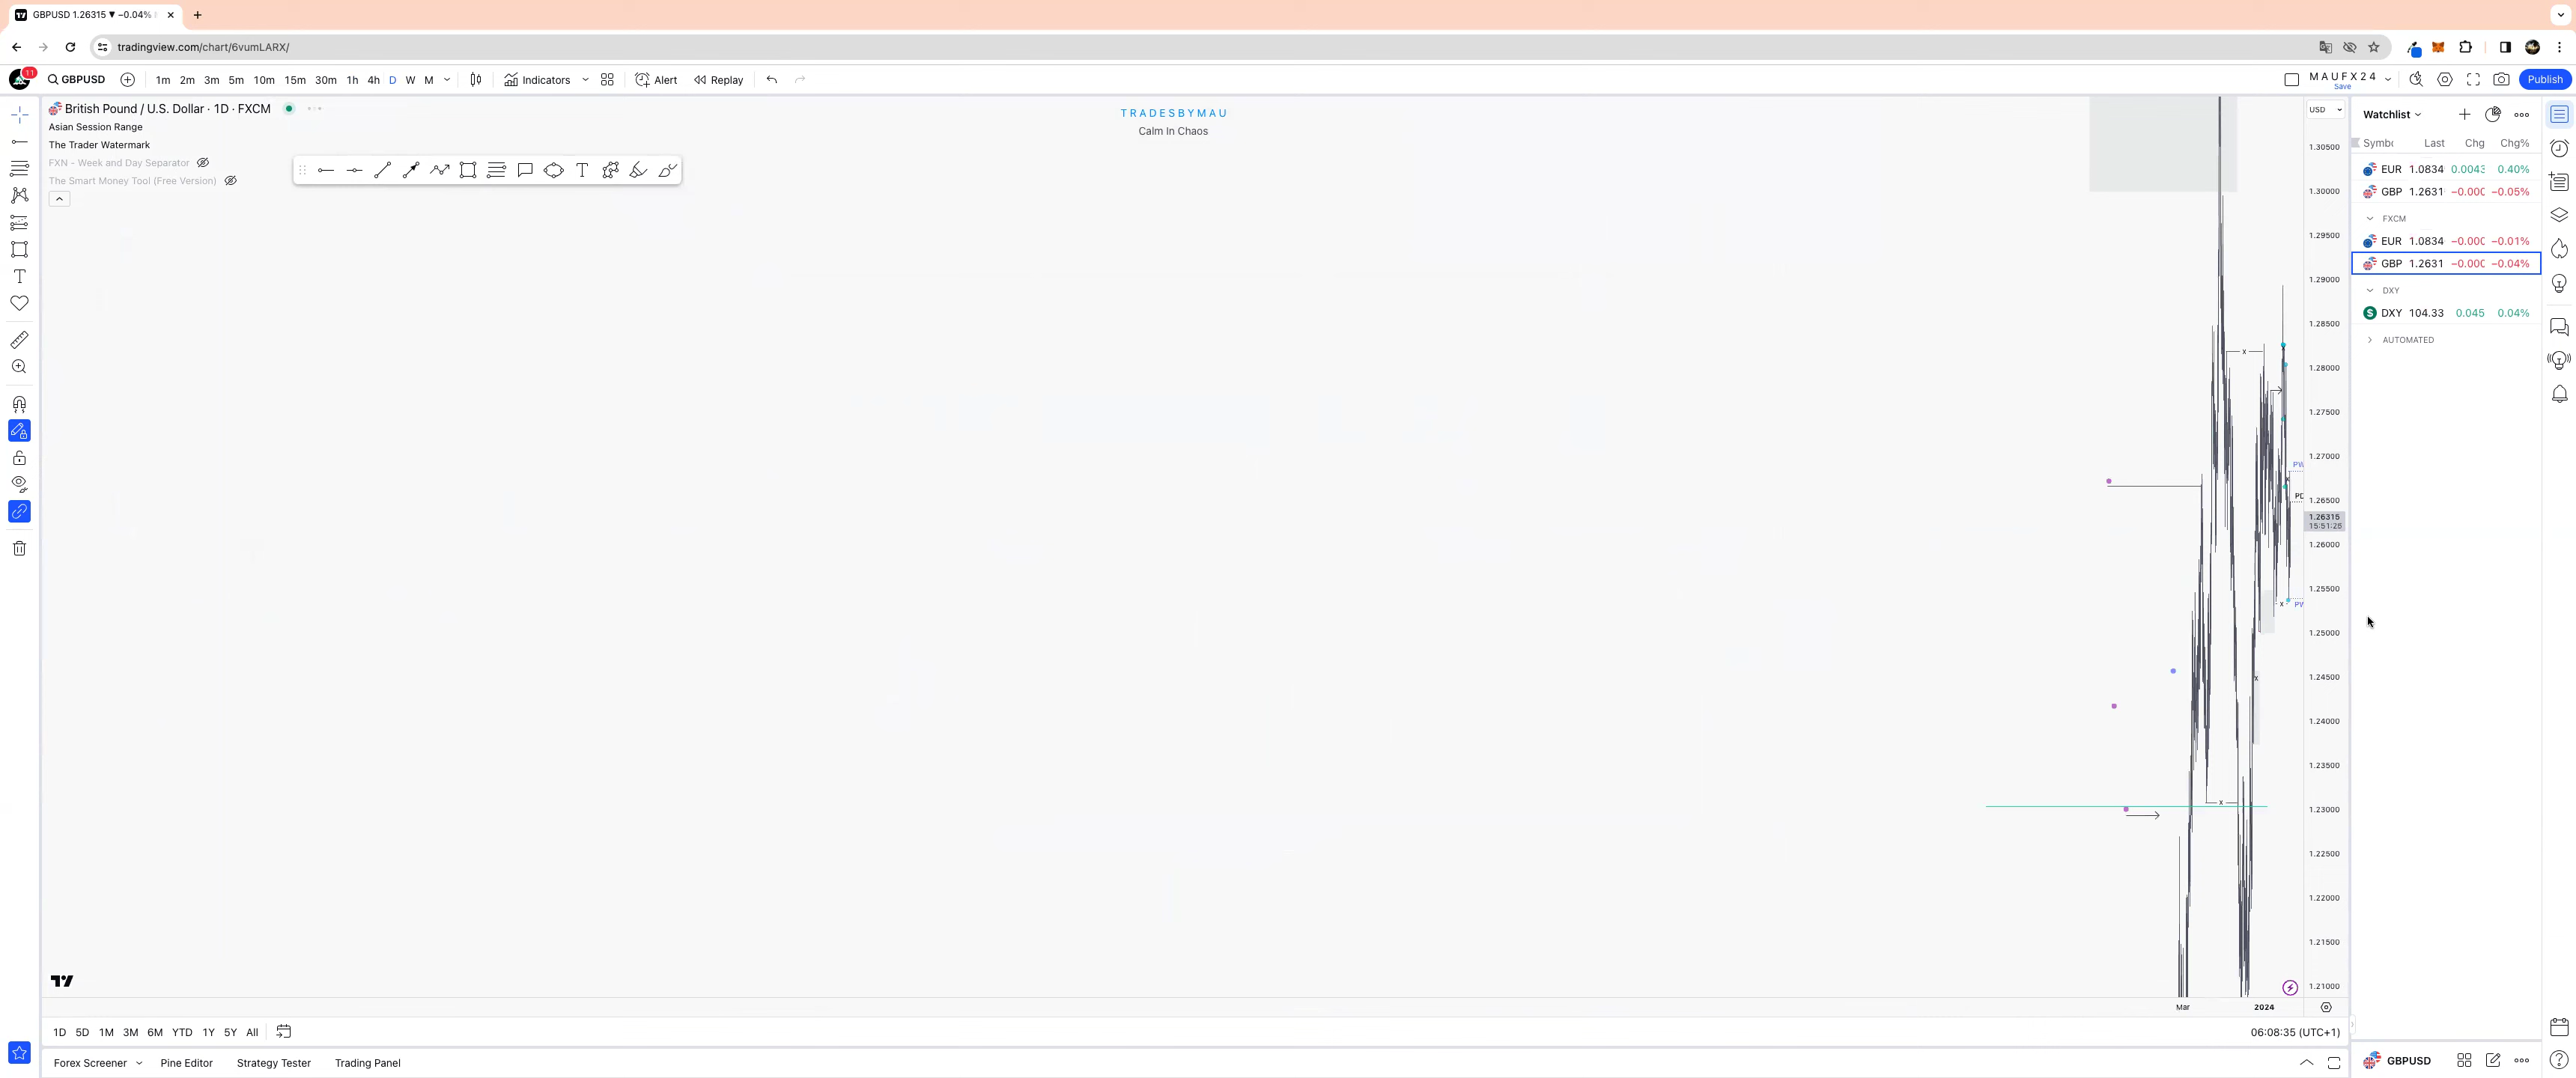 GBPUSD 1.26315 ▼ −0.04%
tradingview.com/chart/6vumLARX/
11
GBPUSD
1m 2m 3m 5m 10m 15m 30m 1h 4h D W M
Indicators
Alert
Replay
MAUFX24
Save
Publish
British Pound / U.S. Dollar · 1D · FXCM
Asian Session Range
The Trader Watermark
FXN - Week and Day Separator
The Smart Money Tool (Free Version)
TRADESBYMAU
Calm In Chaos
USD
1.30500
1.30000
1.29500
1.29000
1.28500
1.28000
1.27500
1.27000
1.26500
1.26315
15:51:25
1.26000
1.25500
1.25000
1.24500
1.24000
1.23500
1.23000
1.22500
1.22000
1.21500
1.21000
x
x
x
x
PW
PD
PW
Mar
2024
Watchlist
Symbo Last Chg Chg%
EUR 1.0834 0.0043 0.40%
GBP 1.2631 −0.000 −0.05%
FXCM
EUR 1.0834 −0.000 −0.01%
GBP 1.2631 −0.000 −0.04%
DXY
DXY 104.33 0.045 0.04%
AUTOMATED
1D 5D 1M 3M 6M YTD 1Y 5Y All
06:08:35 (UTC+1)
Forex Screener
Pine Editor
Strategy Tester
Trading Panel
GBPUSD